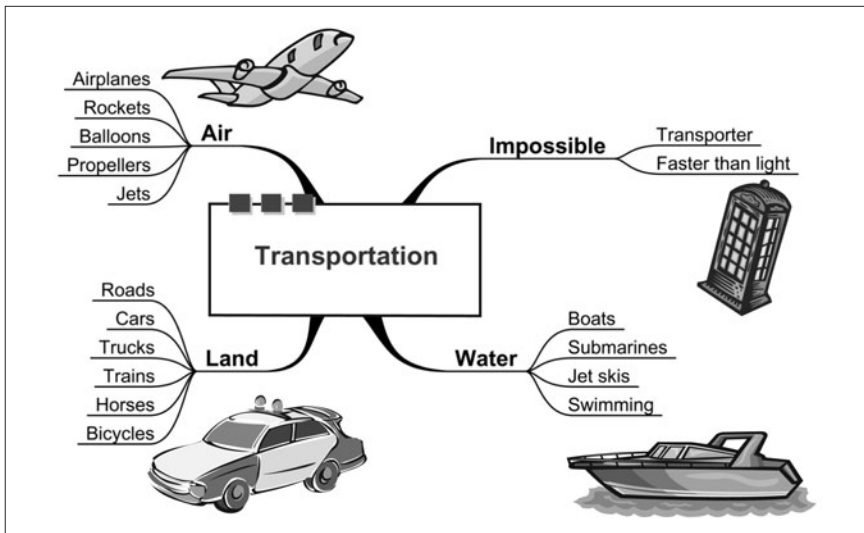 Airplanes
Rockets
Balloons
Propellers
Jets
Air
Impossible
Transporter
Faster than light
Transportation
Roads
Cars
Trucks
Trains
Horses
Bicycles
Land
Water
Boats
Submarines
Jet skis
Swimming